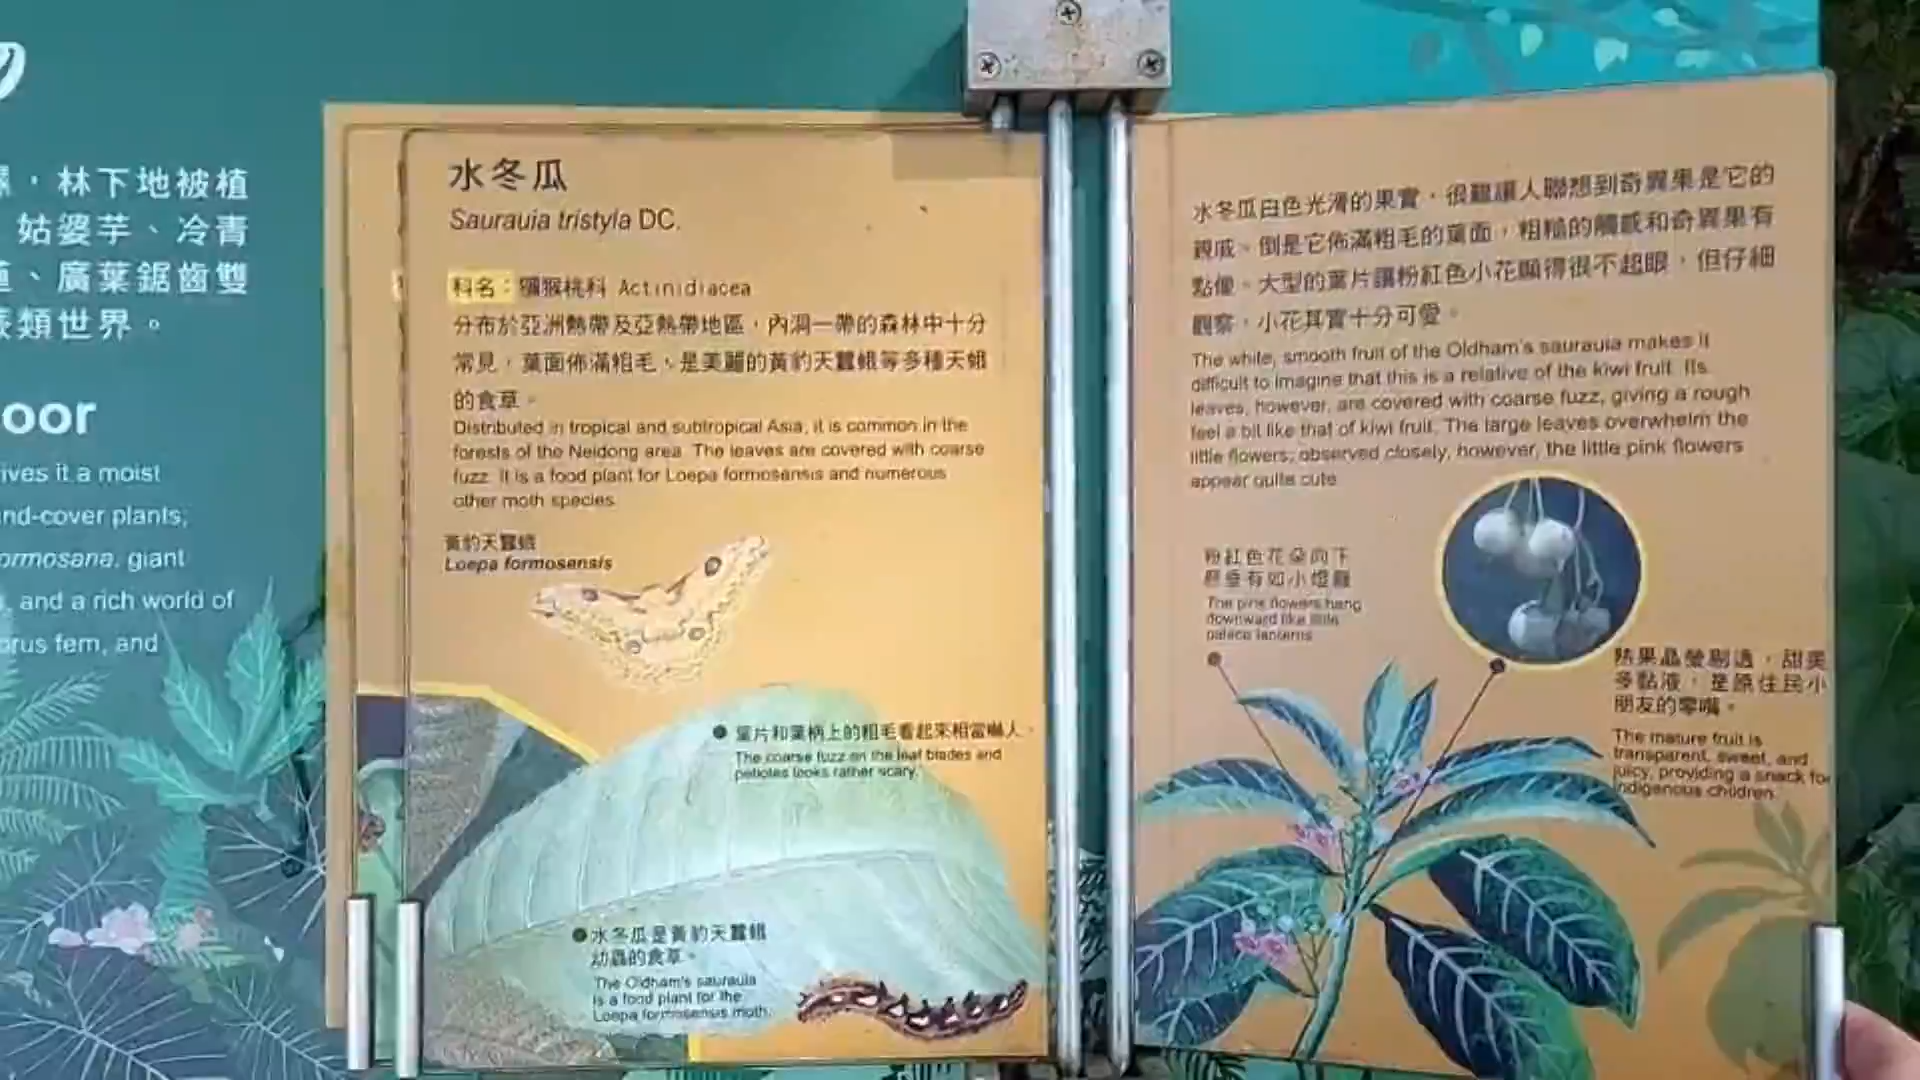 ，林下地被植
姑婆芋、冷青
、廣葉鋸齒雙
蕨類世界。
oor
ives it a moist
nd-cover plants,
ormosana, giant
, and a rich world of
orus fern, and
水冬瓜
Saurauia tristyla DC.
科名：獼猴桃科 Actinidiacea
分布於亞洲熱帶及亞熱帶地區，內洞一帶的森林中十分
常見，葉面佈滿粗毛，是美麗的黃豹天蠶蛾等多種天蛾
的食草。
Distributed in tropical and subtropical Asia, it is common in the
forests of the Neidong area. The leaves are covered with coarse
fuzz. It is a food plant for Loepa formosensis and numerous
other moth species.
黃豹天蠶蛾
Loepa formosensis
葉片和葉柄上的粗毛看起來相當嚇人。
The coarse fuzz on the leaf blades and
petioles looks rather scary.
水冬瓜是黃豹天蠶蛾
幼蟲的食草。
The Oldham's saurauia
is a food plant for the
Loepa formosensis moth.
水冬瓜白色光滑的果實，很難讓人聯想到奇異果是它的
親戚。倒是它佈滿粗毛的葉面，粗糙的觸感和奇異果有
點像。大型的葉片讓粉紅色小花顯得很不起眼，但仔細
觀察，小花其實十分可愛。
The white, smooth fruit of the Oldham's saurauia makes it
difficult to imagine that this is a relative of the kiwi fruit. Its
leaves, however, are covered with coarse fuzz, giving a rough
feel a bit like that of kiwi fruit. The large leaves overwhelm the
little flowers; observed closely, however, the little pink flowers
appear quite cute.
粉紅色花朵向下
懸垂有如小燈籠
The pink flowers hang
downward like little
palace lanterns.
熟果晶瑩剔透，甜美
多黏液，是原住民小
朋友的零嘴。
The mature fruit is
transparent, sweet, and
juicy, providing a snack for
indigenous children.